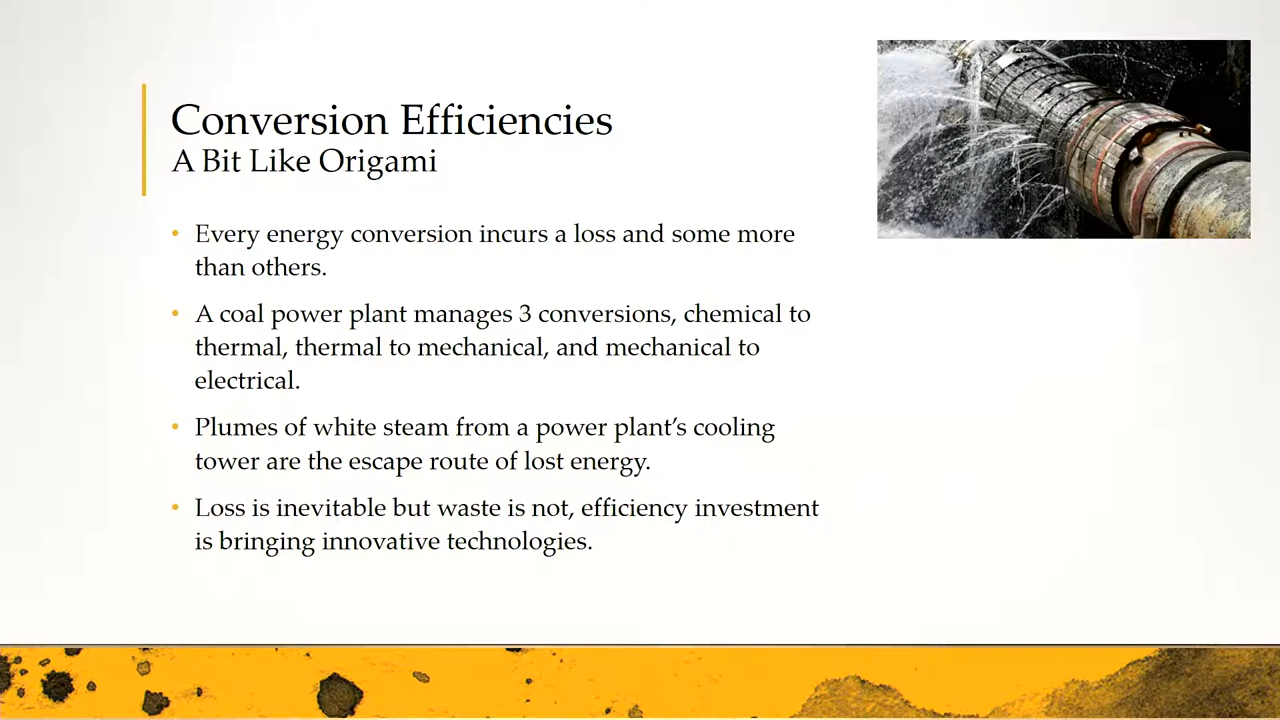 Conversion Efficiencies
A Bit Like Origami
• Every energy conversion incurs a loss and some more
than others.
• A coal power plant manages 3 conversions, chemical to
thermal, thermal to mechanical, and mechanical to
electrical.
• Plumes of white steam from a power plant’s cooling
tower are the escape route of lost energy.
• Loss is inevitable but waste is not, efficiency investment
is bringing innovative technologies.